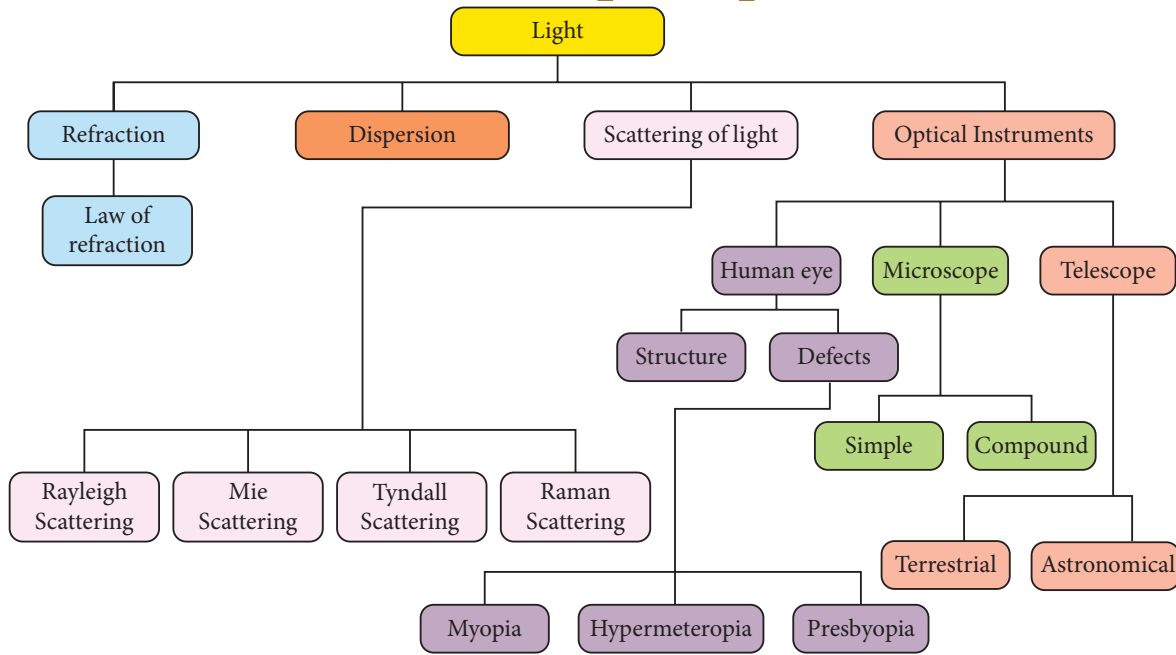 Light
Refraction
Dispersion
Scattering of light
Optical Instruments
Law of
refraction
Human eye
Microscope
Telescope
Structure
Defects
Simple
Compound
Rayleigh
Scattering
Mie
Scattering
Tyndall
Scattering
Raman
Scattering
Terrestrial
Astronomical
Myopia
Hypermeteropia
Presbyopia